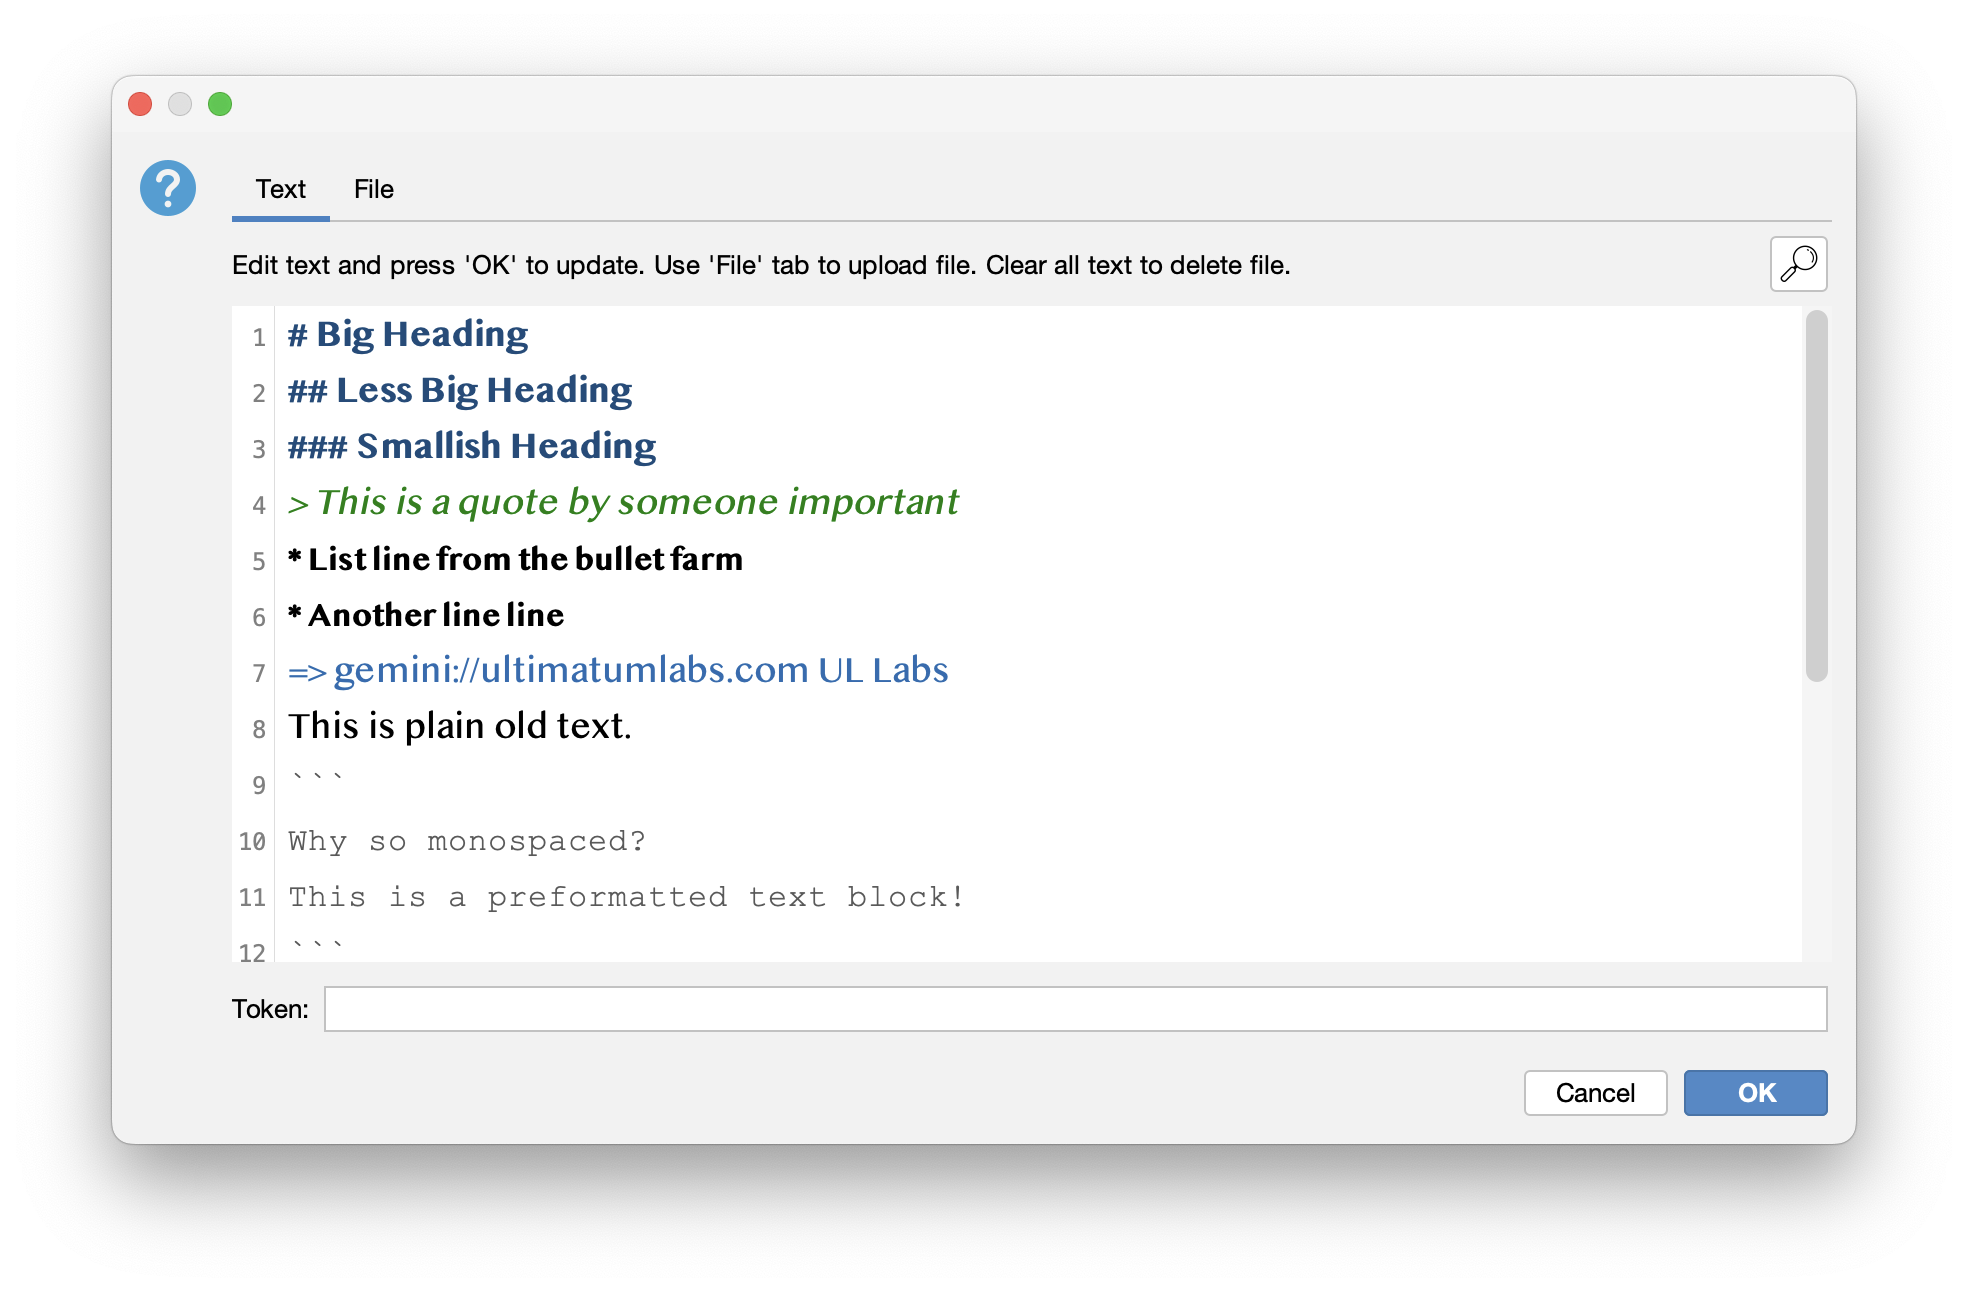 ?
Text File
Edit text and press 'OK' to update. Use 'File' tab to upload file. Clear all text to delete file.
1 # Big Heading
2 ## Less Big Heading
3 ### Smallish Heading
4 > This is a quote by someone important
5 * List line from the bullet farm
6 * Another line line
7 => gemini://ultimatumlabs.com UL Labs
8 This is plain old text.
9 ```
10 Why so monospaced?
11 This is a preformatted text block!
12 ```
Token:
Cancel OK